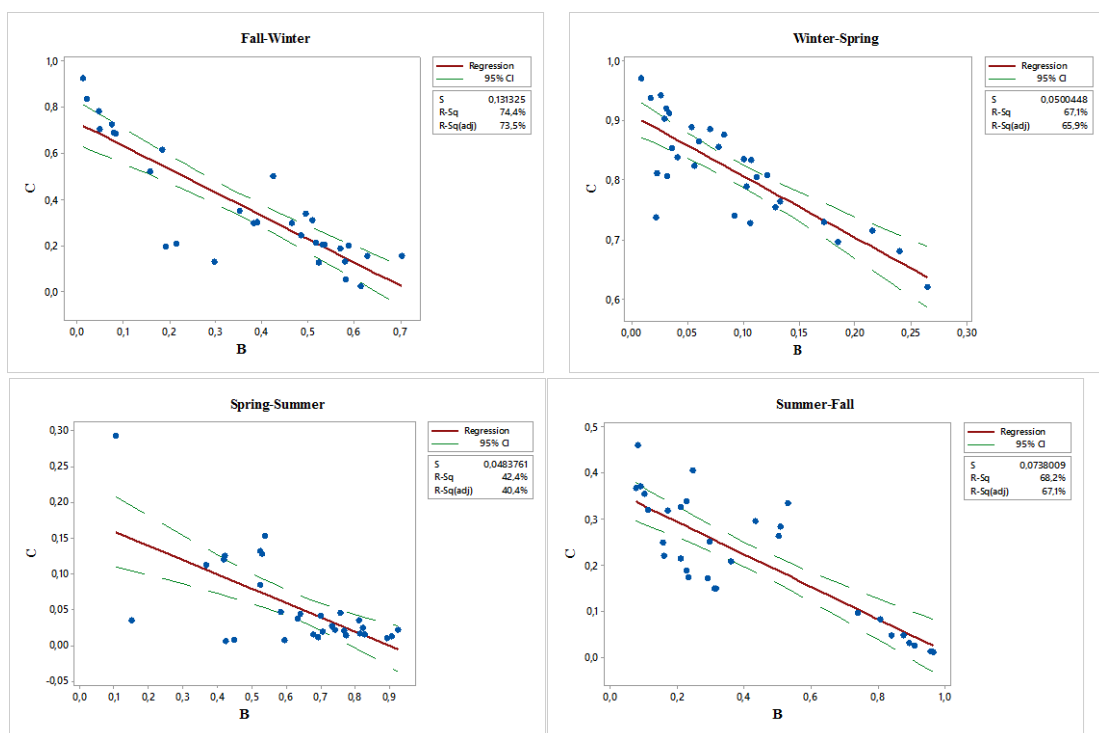 Fall-Winter
1,0
0,8
0,6
0,4
0,2
0,0
C
0,0 0,1 0,2 0,3 0,4 0,5 0,6 0,7
B
Regression
95% CI
S 0,131325
R-Sq 74,4%
R-Sq(adj) 73,5%
Winter-Spring
1,0
0,9
0,8
0,7
0,6
C
0,00 0,05 0,10 0,15 0,20 0,25 0,30
B
Regression
95% CI
S 0,0500448
R-Sq 67,1%
R-Sq(adj) 65,9%
Spring-Summer
0,30
0,25
0,20
0,15
0,10
0,05
0,00
-0,05
C
0,0 0,1 0,2 0,3 0,4 0,5 0,6 0,7 0,8 0,9
B
Regression
95% CI
S 0,0483761
R-Sq 42,4%
R-Sq(adj) 40,4%
Summer-Fall
0,5
0,4
0,3
0,2
0,1
0,0
C
0,0 0,2 0,4 0,6 0,8 1,0
B
Regression
95% CI
S 0,0738009
R-Sq 68,2%
R-Sq(adj) 67,1%